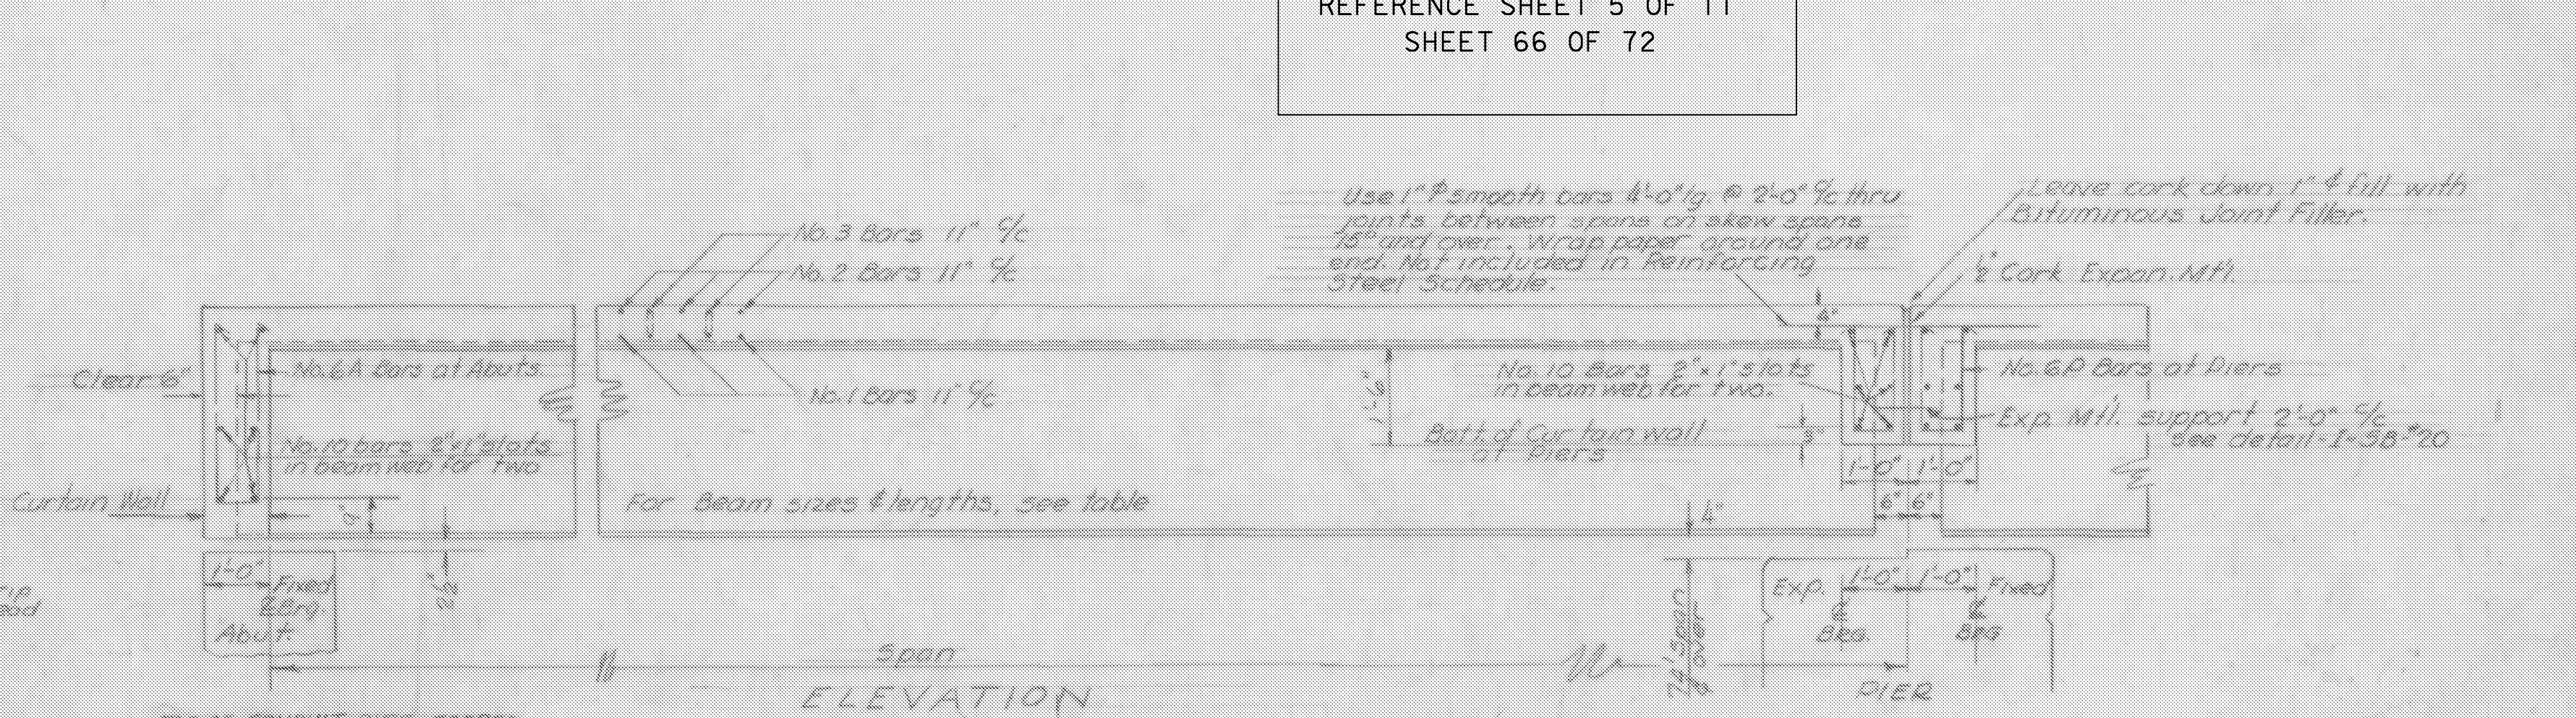 REFERENCE SHEET 5 OF 11
SHEET 66 OF 72
Use 1" ϕ smooth bars 4'-0" lg. @ 2'-0" c/c thru
joints between spans on skew spans
15° and over. Wrap paper around one
end. Not included in Reinforcing
Steel Schedule.
Leave cork down 1" & fill with
Bituminous Joint Filler.
½" Cork Expan. Mtl.
No. 3 Bars 11" c/c
No. 2 Bars 11" c/c
4"
Clear 6"
No. 6A Bars at Abuts.
No. 1 Bars 11" c/c
No. 10 Bars 2"x1" slots
in beam web for two.
No. 6P Bars at Piers
Exp. Mtl. support 2'-0" c/c
see detail-I-SB-#20
Bott. of Curtain wall
at Piers
3"
No. 10 bars 2"x1" slots
in beam web for two
1'-0" 1'-0"
6" 6"
Curtain Wall
For Beam sizes & lengths, see table
4"
1'-0"
Fixed
℄ Brg.
Abut.
Exp. 1'-0" 1'-0" Fixed
℄ ℄
Brg. Brg
Span
& over
PIER
ELEVATION